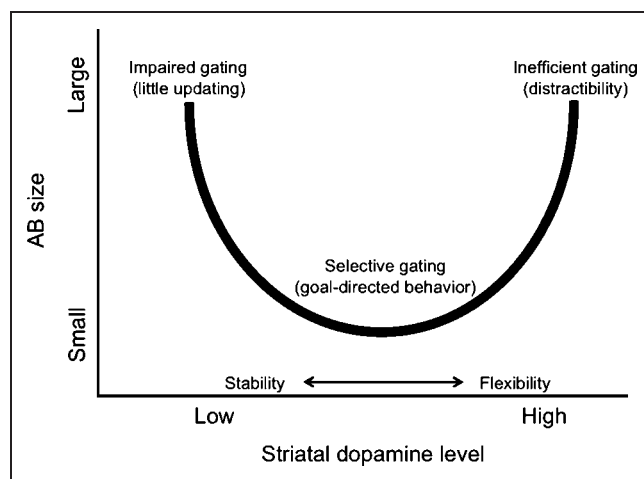 Large
AB size
Small
Impaired gating
(little updating)
Inefficient gating
(distractibility)
Selective gating
(goal-directed behavior)
Stability
Flexibility
Low
High
Striatal dopamine level